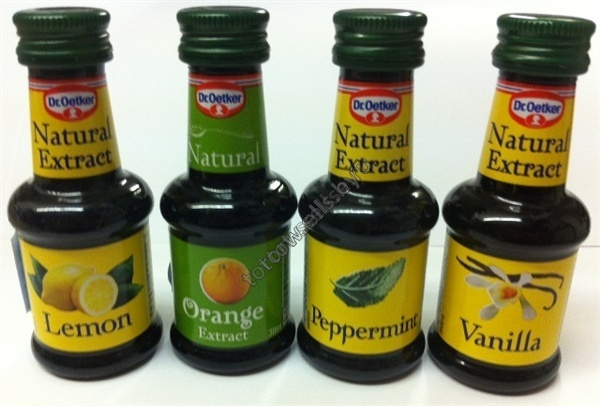 Dr.Oetker
Natural
Extract
Lemon
Dr.Oetker
Natural
Orange
Extract
Dr.Oetker
Natural
Extract
Peppermint
Dr.Oetker
Natural
Extract
Vanilla